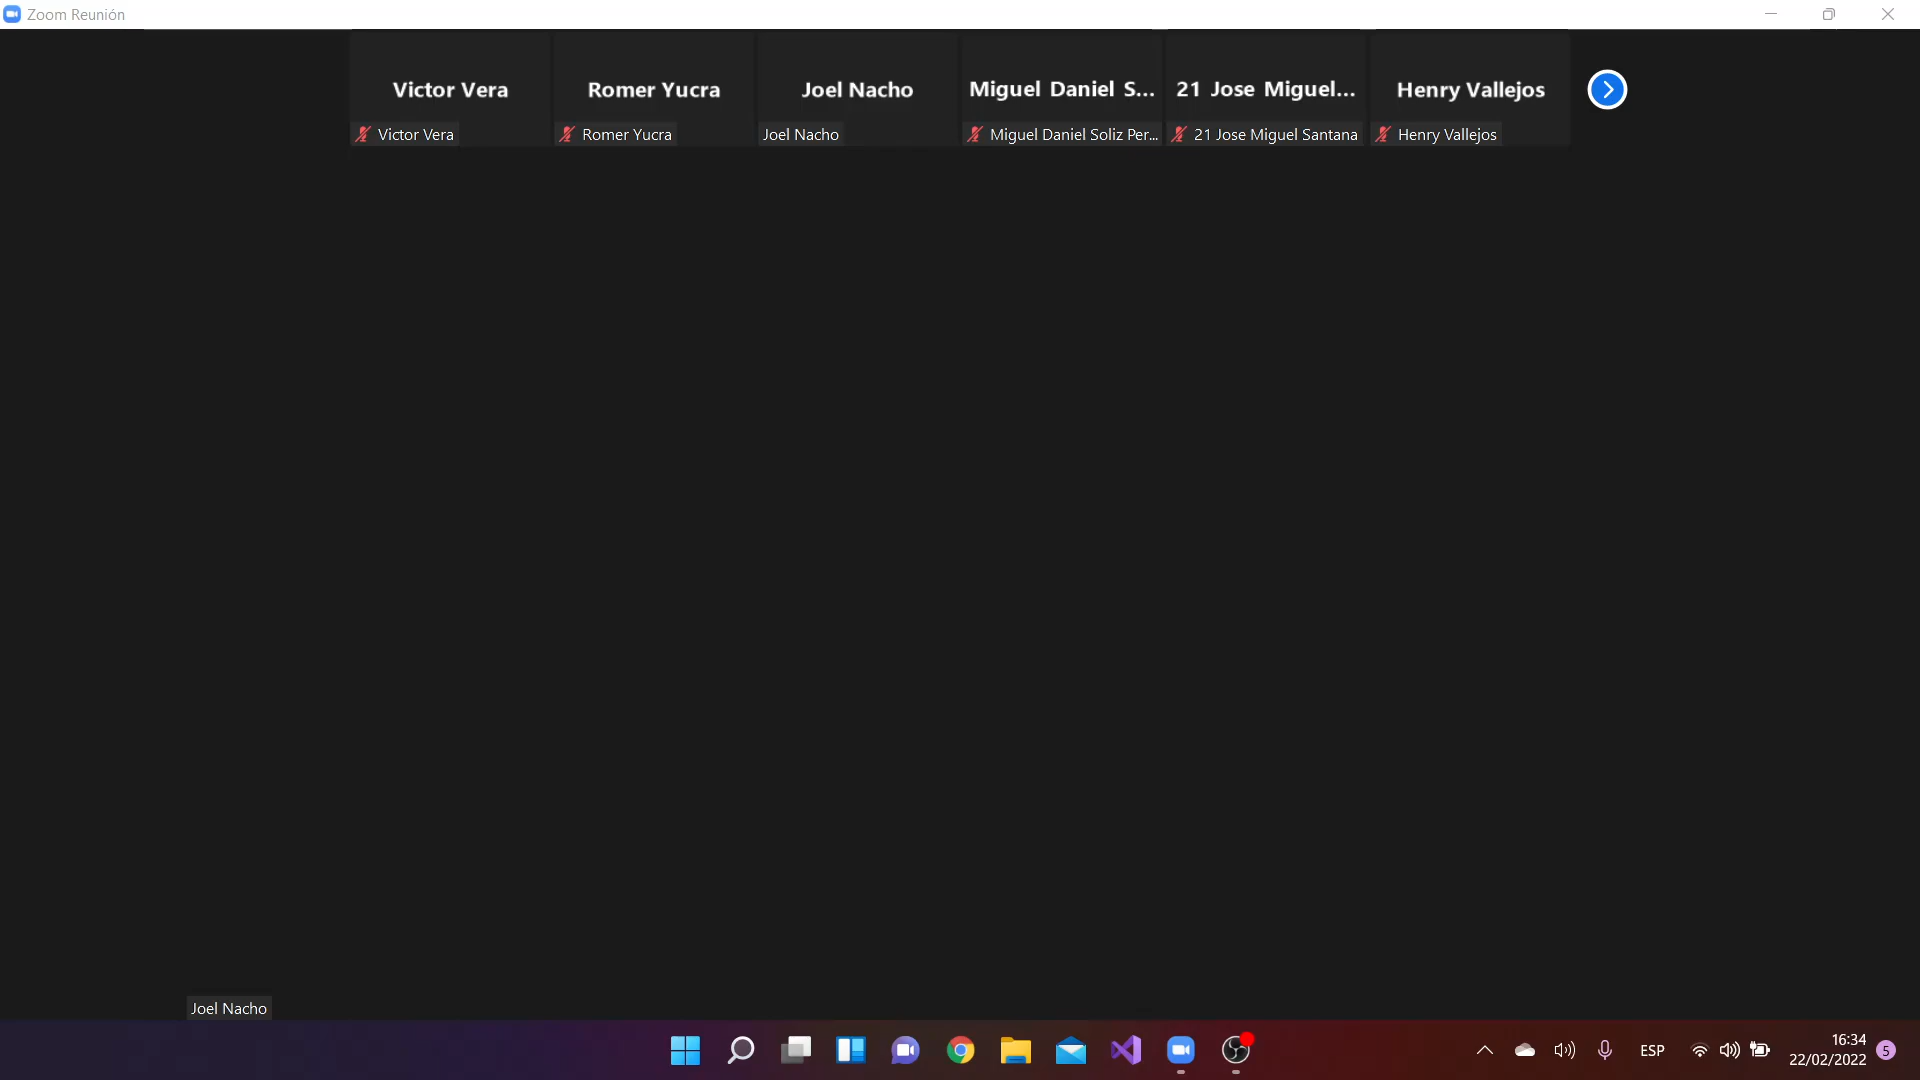 Zoom Reunión
Victor Vera
Romer Yucra
Joel Nacho
Miguel Daniel S...
21 Jose Miguel...
Henry Vallejos
Victor Vera
Romer Yucra
Joel Nacho
Miguel Daniel Soliz Per...
21 Jose Miguel Santana
Henry Vallejos
Joel Nacho
ESP
16:34
22/02/2022
5